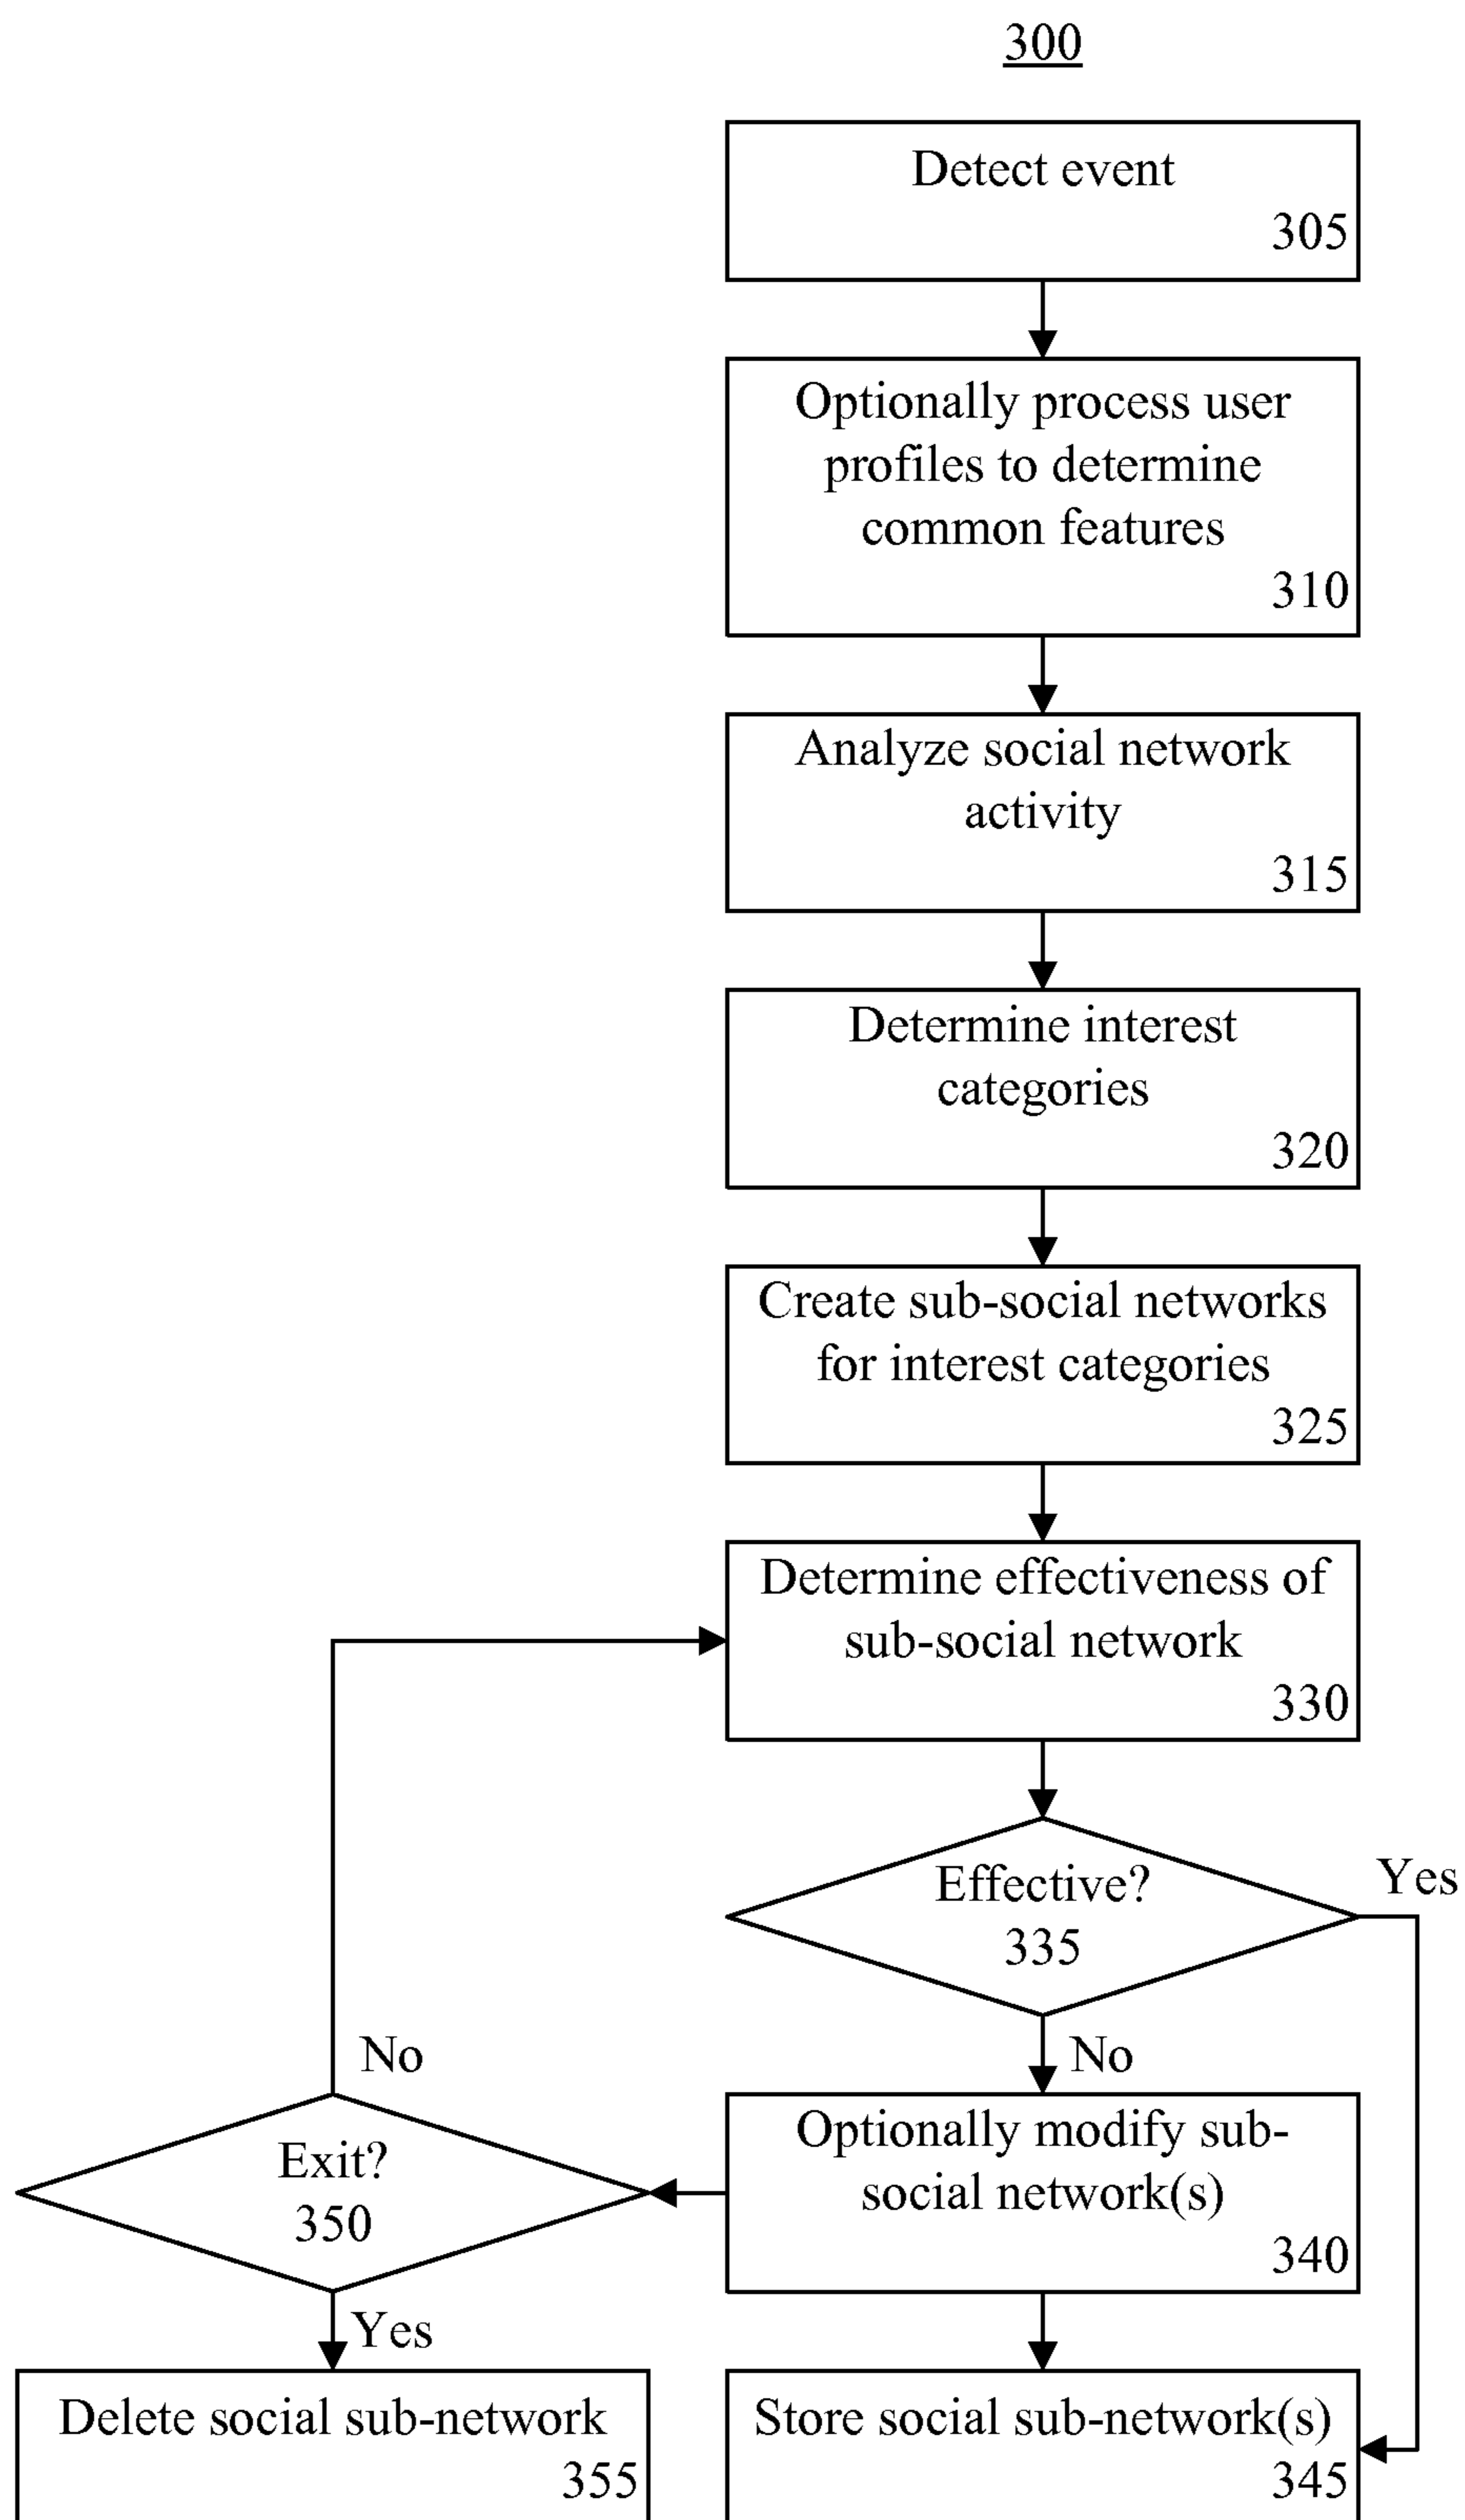 300
Detect event
305
Optionally process user
profiles to determine
common features
310
Analyze social network
activity
315
Determine interest
categories
320
Create sub-social networks
for interest categories
325
Determine effectiveness of
sub-social network
330
Effective?
335
Yes
No
No
Optionally modify sub-
social network(s)
340
Exit?
350
Yes
Delete social sub-network
355
Store social sub-network(s)
345